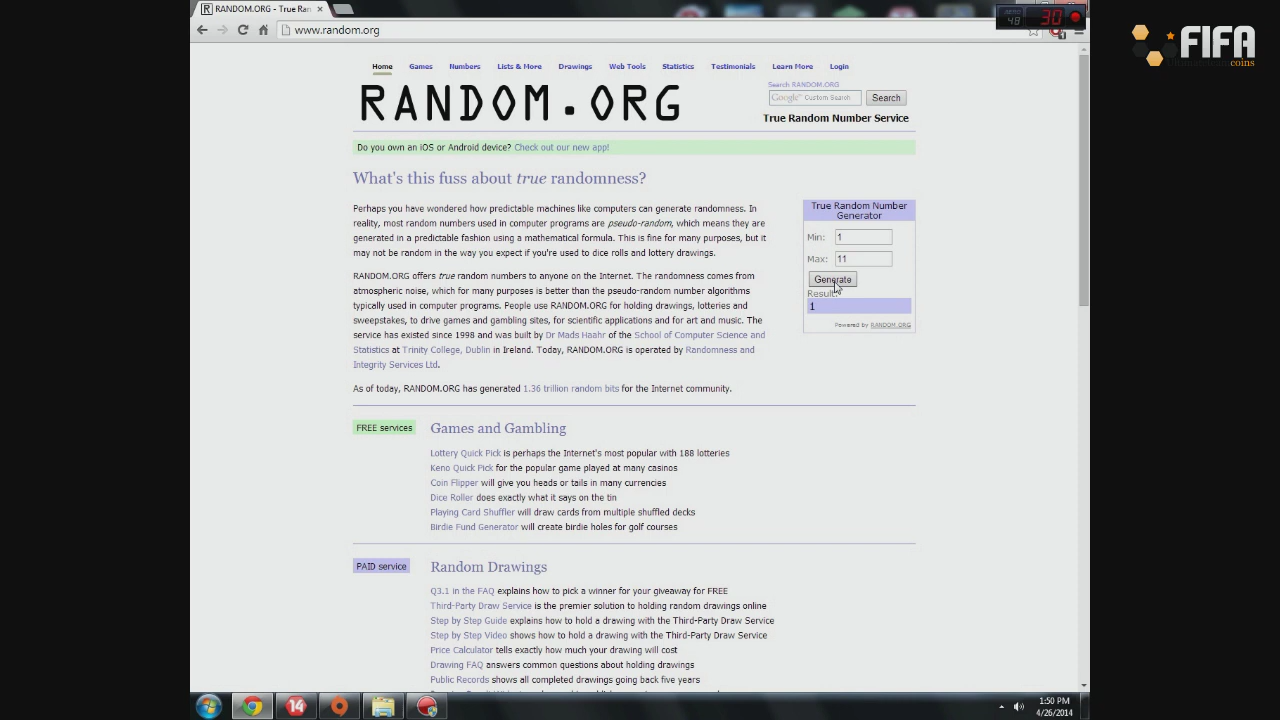 RANDOM.ORG - True Ran
48
30
FIFA
coins
www.random.org
Home Games Numbers Lists & More Drawings Web Tools Statistics Testimonials Learn More Login
Search RANDOM.ORG
RANDOM.ORG
Google™ Custom Search Search
True Random Number Service
Do you own an iOS or Android device? Check out our new app!
What's this fuss about true randomness?
Perhaps you have wondered how predictable machines like computers can generate randomness. In
reality, most random numbers used in computer programs are pseudo-random, which means they are
generated in a predictable fashion using a mathematical formula. This is fine for many purposes, but it
may not be random in the way you expect if you're used to dice rolls and lottery drawings.
RANDOM.ORG offers true random numbers to anyone on the Internet. The randomness comes from
atmospheric noise, which for many purposes is better than the pseudo-random number algorithms
typically used in computer programs. People use RANDOM.ORG for holding drawings, lotteries and
sweepstakes, to drive games and gambling sites, for scientific applications and for art and music. The
service has existed since 1998 and was built by Dr Mads Haahr of the School of Computer Science and
Statistics at Trinity College, Dublin in Ireland. Today, RANDOM.ORG is operated by Randomness and
Integrity Services Ltd.
As of today, RANDOM.ORG has generated 1.36 trillion random bits for the Internet community.
True Random Number
Generator
Min: 1
Max: 11
Generate
Result:
1
Powered by RANDOM.ORG
FREE services
Games and Gambling
Lottery Quick Pick is perhaps the Internet's most popular with 188 lotteries
Keno Quick Pick for the popular game played at many casinos
Coin Flipper will give you heads or tails in many currencies
Dice Roller does exactly what it says on the tin
Playing Card Shuffler will draw cards from multiple shuffled decks
Birdie Fund Generator will create birdie holes for golf courses
PAID service
Random Drawings
Q3.1 in the FAQ explains how to pick a winner for your giveaway for FREE
Third-Party Draw Service is the premier solution to holding random drawings online
Step by Step Guide explains how to hold a drawing with the Third-Party Draw Service
Step by Step Video shows how to hold a drawing with the Third-Party Draw Service
Price Calculator tells exactly how much your drawing will cost
Drawing FAQ answers common questions about holding drawings
Public Records shows all completed drawings going back five years
14
1:50 PM
4/26/2014